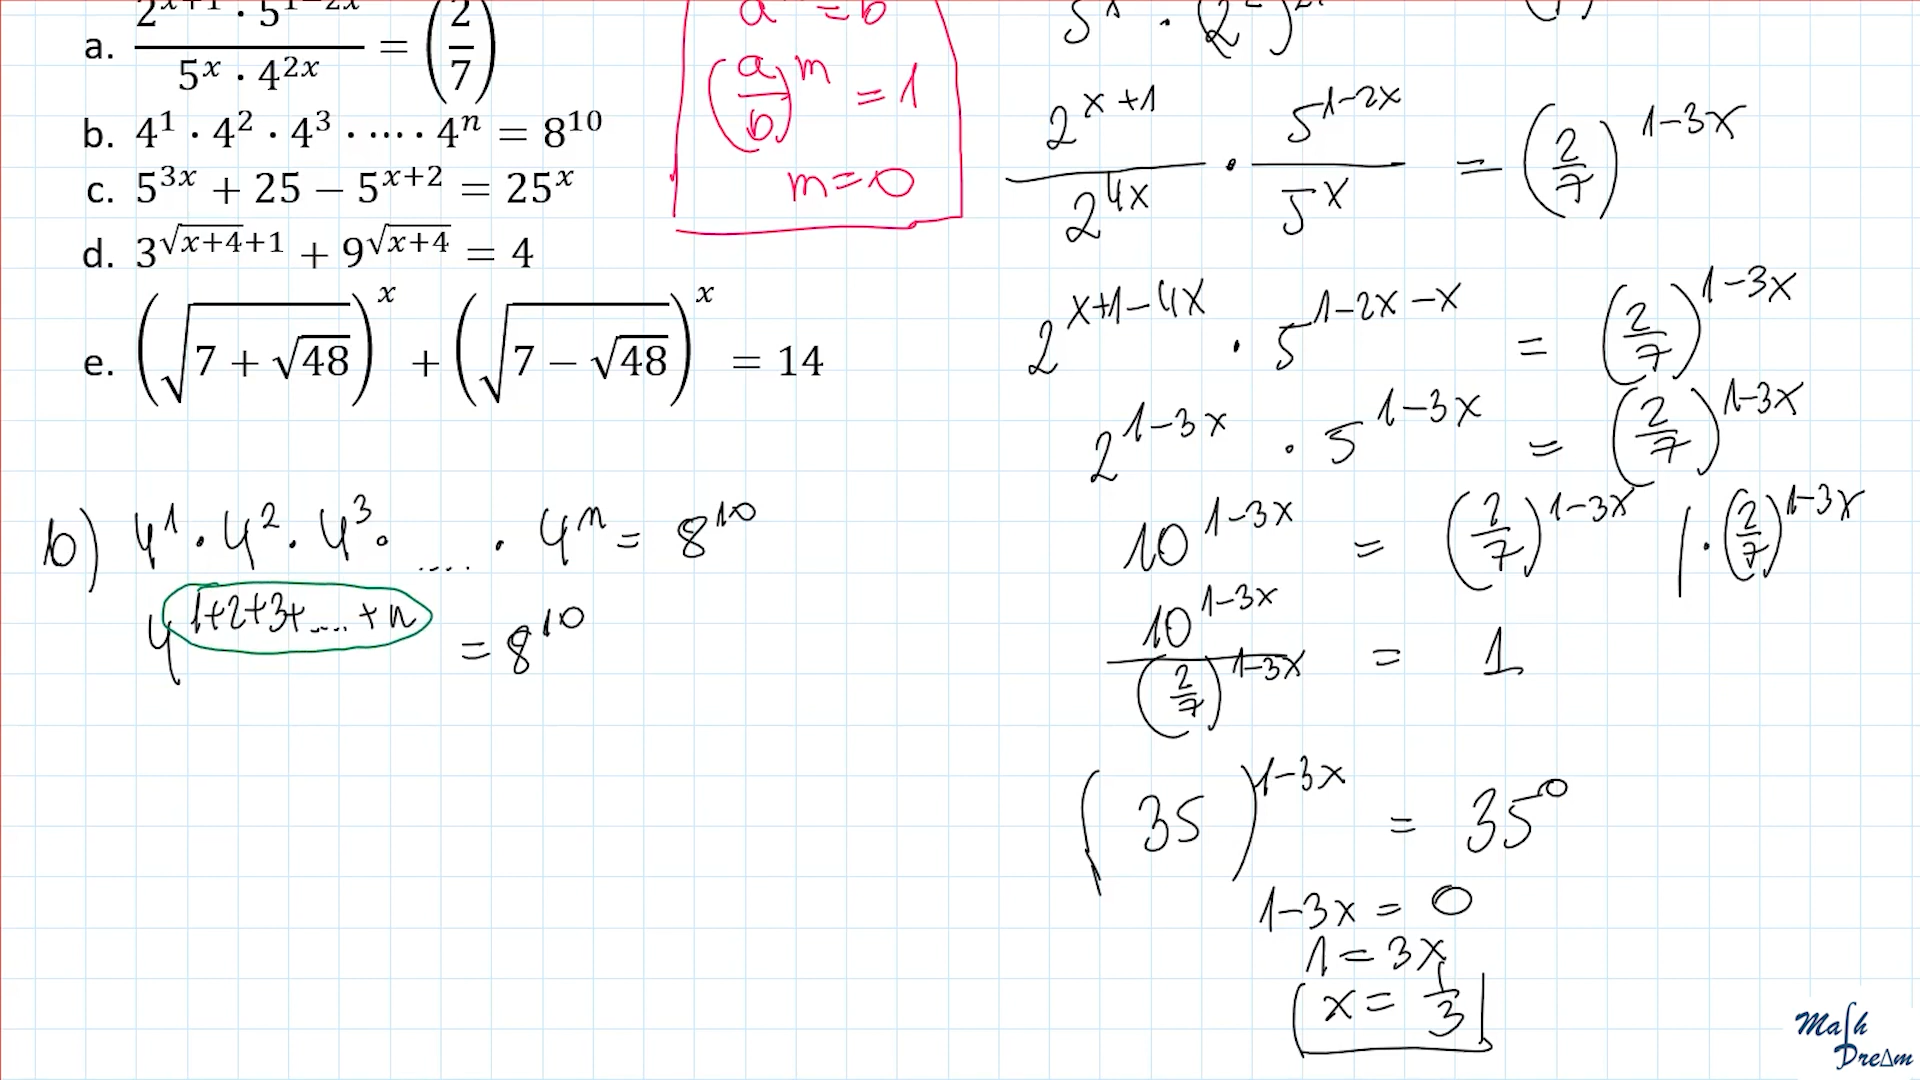 a. 2^{x+1} · 5^{1-2x} / 5^x · 4^{2x} = (2/7)
b. 4^1 · 4^2 · 4^3 · ⋯ · 4^n = 8^{10}
c. 5^{3x} + 25 − 5^{x+2} = 25^x
d. 3^{√(x+4)+1} + 9^{√(x+4)} = 4
e. (√(7 + √48))^x + (√(7 − √48))^x = 14
(a/b)^m = 1
m = 0
b) 4^1 · 4^2 · 4^3 · .... · 4^n = 8^{10}
4^{1+2+3+....+n} = 8^{10}
2^{x+1} / 2^{4x} · 5^{1-2x} / 5^x = (2/7)^{1-3x}
2^{x+1-4x} · 5^{1-2x-x} = (2/7)^{1-3x}
2^{1-3x} · 5^{1-3x} = (2/7)^{1-3x}
10^{1-3x} = (2/7)^{1-3x} | · (2/7)^{1-3x}
10^{1-3x} / (2/7)^{1-3x} = 1
(35)^{1-3x} = 35^0
1-3x = 0
1 = 3x
x = 1/3
Math
Dre∆m